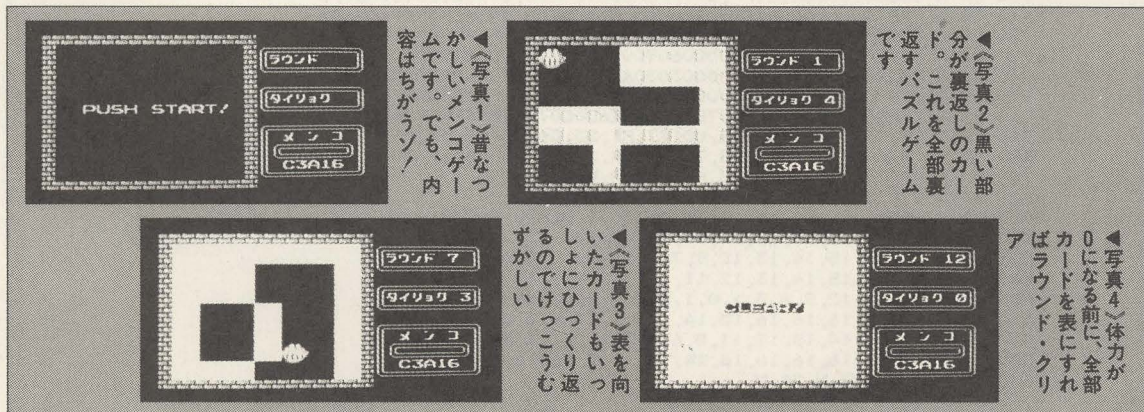 PUSH START!
ラウンド
タイリョク
メンコ
C3A16
◀《写真1》昔なつ
かしいメンコゲー
ムです。でも、内
容はちがうゾ!
ラウンド 1
タイリョク 4
メンコ
C3A16
◀《写真2》黒い部
分が裏返しのカー
ド。これを全部裏
返すパズルゲーム
です
ラウンド 7
タイリョク 3
メンコ
C3A16
◀《写真3》表を向
いたカードもいっ
しょにひっくり返
るのでけっこうむ
ずかしい
CLEAR!
ラウンド 12
タイリョク 0
メンコ
C3A16
◀《写真4》体力が
0になる前に、全部
カードを表にすれ
ばラウンド・クリ
ア